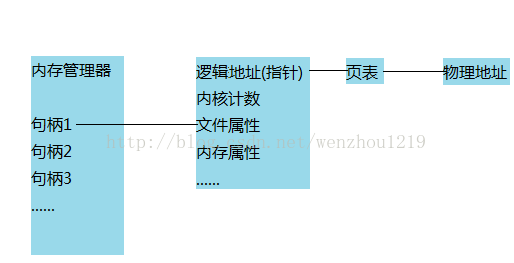 内存管理器
句柄1
句柄2
句柄3
......
逻辑地址(指针)
内核计数
文件属性
内存属性
......
页表
物理地址
http://blog.csdn.net/wenzhou1219